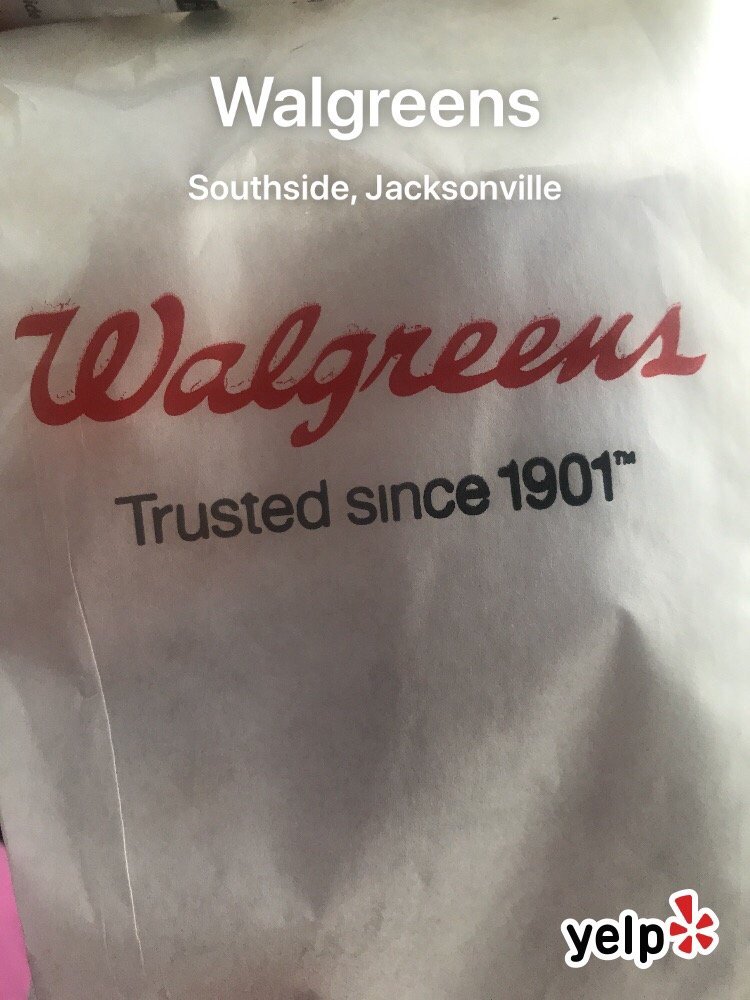 Walgreens
Southside, Jacksonville
Walgreens
Trusted since 1901™
yelp